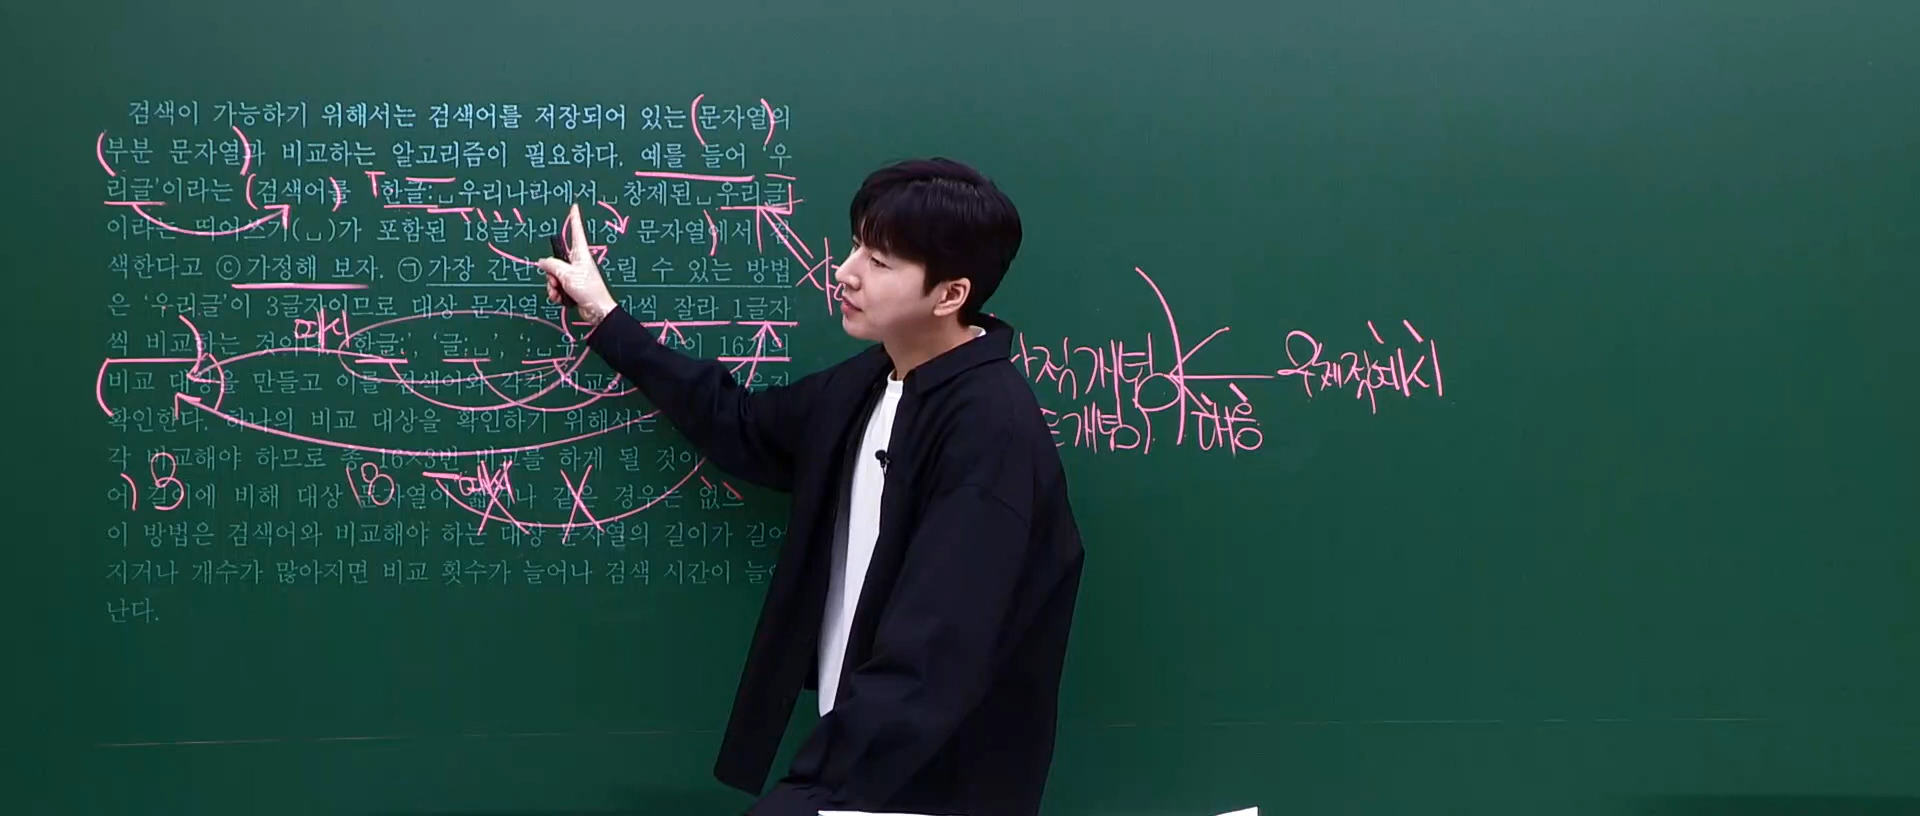 검색이 가능하기 위해서는 검색어를 저장되어 있는 문자열의
부분 문자열과 비교하는 알고리즘이 필요하다. 예를 들어 ‘우
리글’이라는 검색어를 ‘한글:␣우리나라에서␣창제된␣우리글’
이라는 띄어쓰기(␣)가 포함된 18글자의 대상 문자열에서 검
색한다고 ㉢가정해 보자. ㉠가장 간단하 올릴 수 있는 방법
은 ‘우리글’이 3글자이므로 대상 문자열을 자씩 잘라 1글자
씩 비교하는 것이다. ‘한글:’, ‘글:␣’, ‘:␣우 같이 16개의
비교 대상을 만들고 이를 검색어와 각각 비교하
확인한다. 하나의 비교 대상을 확인하기 위해서는
각 비교해야 하므로 총 16×3번 비교를 하게 될 것이
어 길이에 비해 대상 문자열이 짧거나 같은 경우는 없으
이 방법은 검색어와 비교해야 하는 대상 문자열의 길이가 길어
지거나 개수가 많아지면 비교 횟수가 늘어나 검색 시간이 늘어
난다.
예시
개념
개념
대응
예시